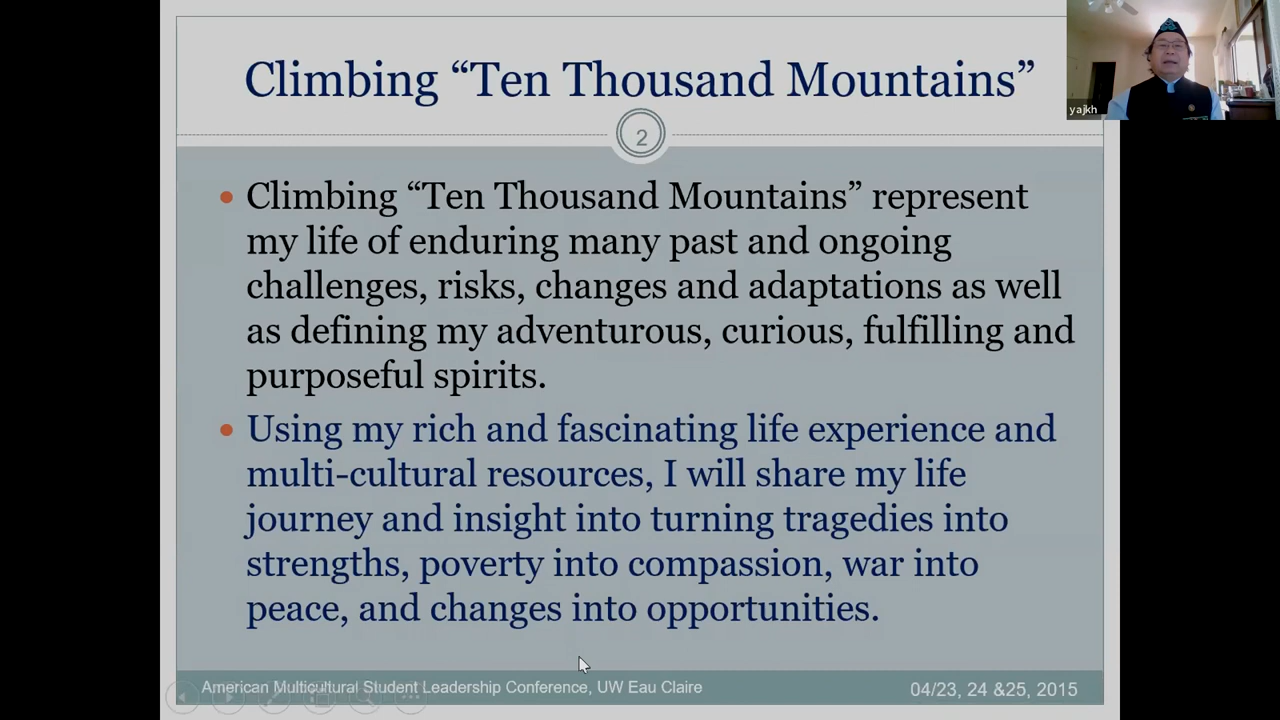 Climbing “Ten Thousand Mountains”
yajkh
2
Climbing “Ten Thousand Mountains” represent
my life of enduring many past and ongoing
challenges, risks, changes and adaptations as well
as defining my adventurous, curious, fulfilling and
purposeful spirits.
Using my rich and fascinating life experience and
multi-cultural resources, I will share my life
journey and insight into turning tragedies into
strengths, poverty into compassion, war into
peace, and changes into opportunities.
American Multicultural Student Leadership Conference, UW Eau Claire
04/23, 24 &25, 2015